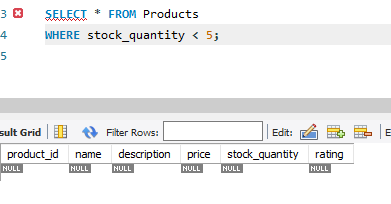 3 SELECT * FROM Products
4 WHERE stock_quantity < 5;
5
sult Grid Filter Rows: Edit:
product_id name description price stock_quantity rating
NULL NULL NULL NULL NULL NULL